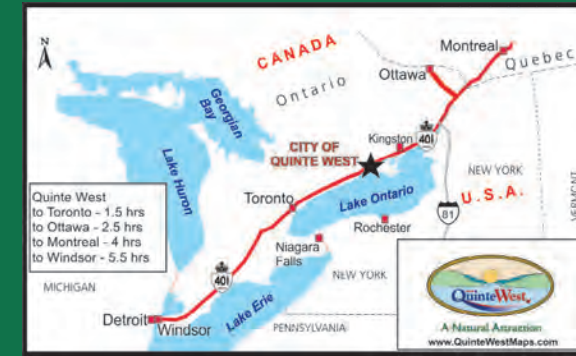 N
CANADA
Ontario
Montreal
Ottawa
Quebec
Georgian
Bay
Lake Huron
CITY OF
QUINTE WEST
Kingston
401
NEW YORK
U.S.A.
VERMONT
Toronto
Lake Ontario
81
Rochester
Quinte West
to Toronto - 1.5 hrs
to Ottawa - 2.5 hrs
to Montreal - 4 hrs
to Windsor - 5.5 hrs
Niagara
Falls
NEW YORK
MICHIGAN
401
Lake Erie
Detroit
Windsor
PENNSYLVANIA
QuinteWest
A Natural Attraction
www.QuinteWestMaps.com